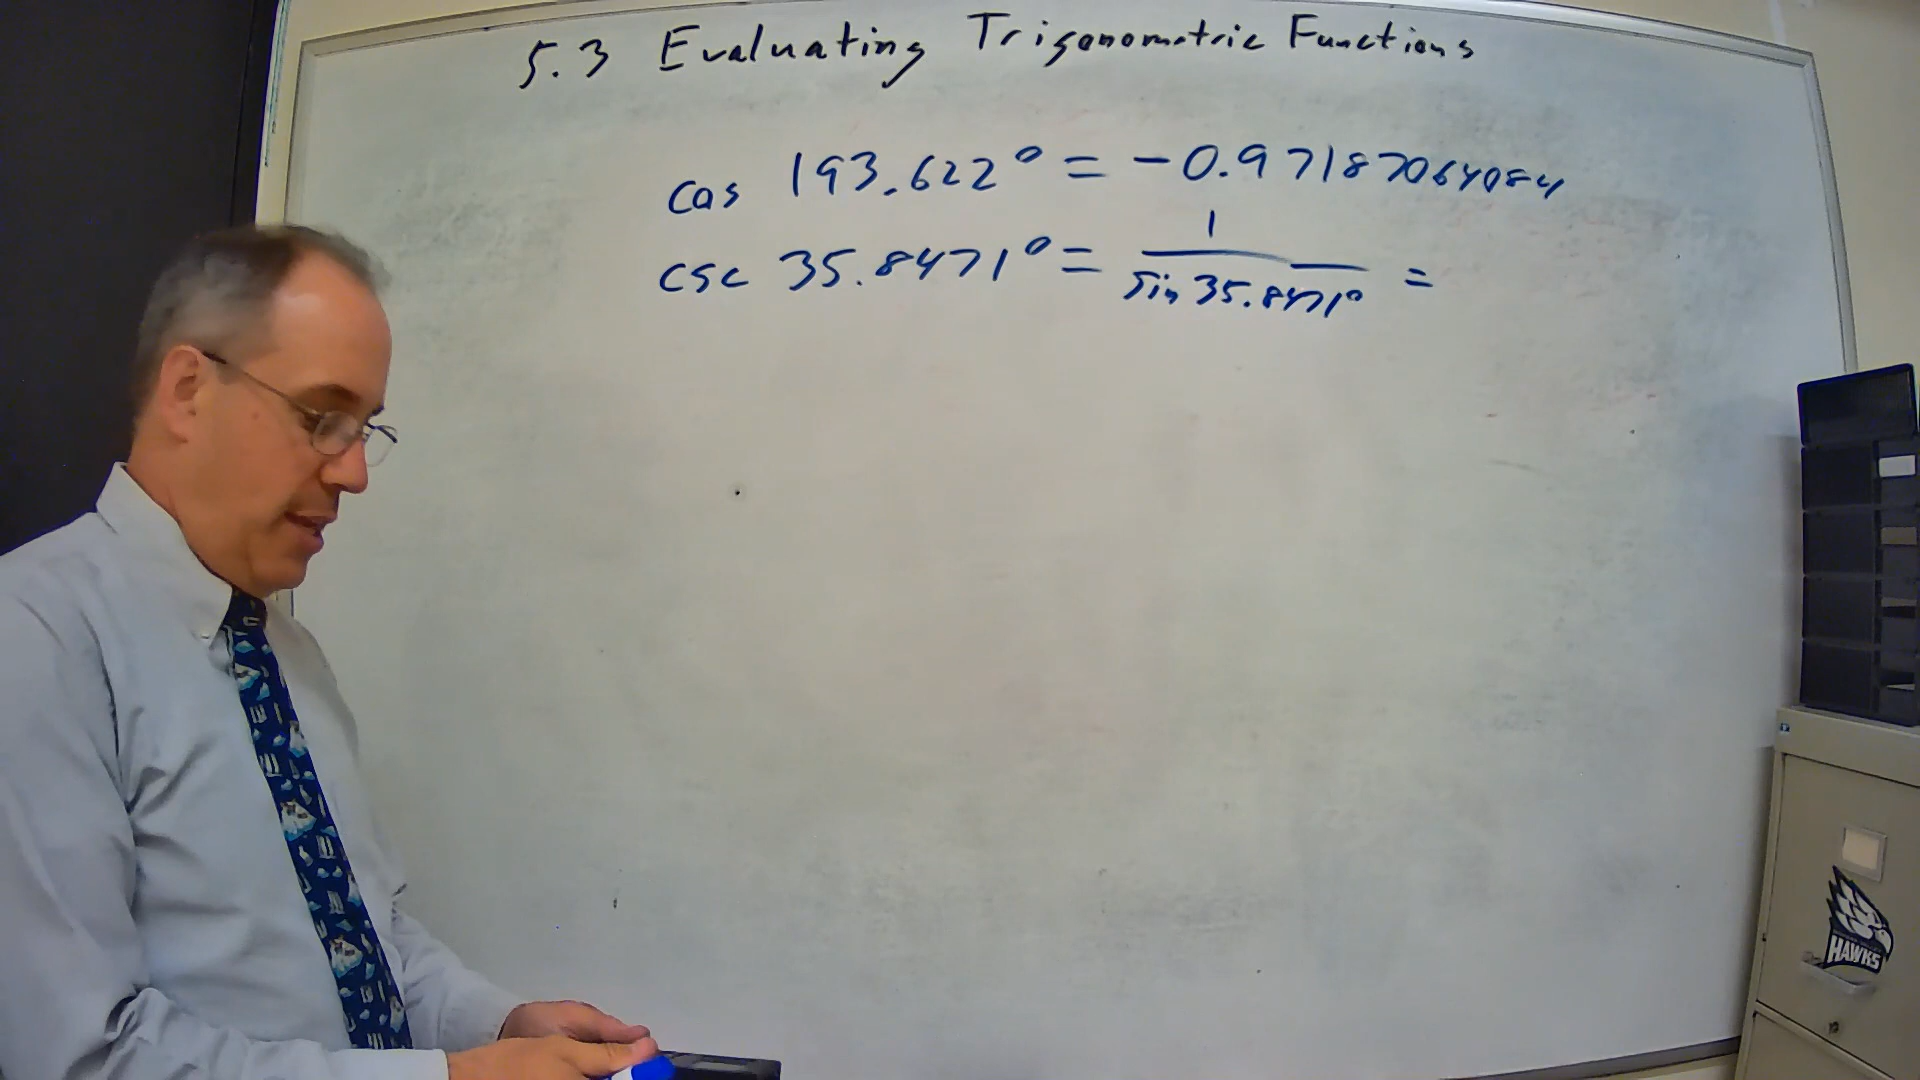 5.3 Evaluating Trigonometric Functions
cos 193.622° = -0.97187064084
csc 35.8471° = 1 / sin 35.8471° =
HAWKS